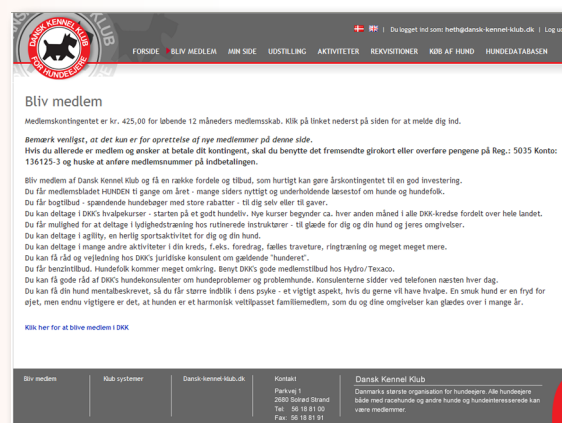 DANSK KENNEL KLUB
FOR HUNDEEJERE
Du logget ind som: heth@dansk-kennel-klub.dk | Log u
FORSIDE BLIV MEDLEM MIN SIDE UDSTILLING AKTIVITETER REKVISITIONER KØB AF HUND HUNDEDATABASEN
Bliv medlem
Medlemskontingentet er kr. 425,00 for løbende 12 måneders medlemsskab. Klik på linket nederst på siden for at melde dig ind.
Bemærk venligst, at det kun er for oprettelse af nye medlemmer på denne side.
Hvis du allerede er medlem og ønsker at betale dit kontingent, skal du benytte det fremsendte girokort eller overføre pengene på Reg.: 5035 Konto:
136125-3 og huske at anføre medlemsnummer på indbetalingen.
Bliv medlem af Dansk Kennel Klub og få en række fordele og tilbud, som hurtigt kan gøre årskontingentet til en god investering.
Du får medlemsbladet HUNDEN ti gange om året - mange siders nyttigt og underholdende læsestof om hunde og hundefolk.
Du får bogtilbud - spændende hundebøger med store rabatter - til dig selv eller til gaver.
Du kan deltage i DKK's hvalpekurser - starten på et godt hundeliv. Nye kurser begynder ca. hver anden måned i alle DKK-kredse fordelt over hele landet.
Du får mulighed for at deltage i lydighedstræning hos rutinerede instruktører - til glæde for dig og din hund og jeres omgivelser.
Du kan deltage i agility, en herlig sportsaktivitet for dig og din hund.
Du kan deltage i mange andre aktiviteter i din kreds, f.eks. foredrag, fælles traveture, ringtræning og meget meget mere.
Du kan få råd og vejledning hos DKK's juridiske konsulent om gældende "hunderet".
Du får benzintilbud. Hundefolk kommer meget omkring. Benyt DKK's gode medlemstilbud hos Hydro/Texaco.
Du kan få gode råd af DKK's hundekonsulenter om hundeproblemer og problemhunde. Konsulenterne sidder ved telefonen næsten hver dag.
Du kan få din hund mentalbeskrevet, så du får større indblik i dens psyke - et vigtigt aspekt, hvis du gerne vil have hvalpe. En smuk hund er en fryd for
øjet, men endnu vigtigere er det, at hunden er et harmonisk veltilpasset familiemedlem, som du og dine omgivelser kan glædes over i mange år.
Klik her for at blive medlem i DKK
Bliv medlem
Klub systemer
Dansk-kennel-klub.dk
Kontakt
Parkvej 1
2680 Solrød Strand
Tel: 56 18 81 00
Fax: 56 18 81 91
Dansk Kennel Klub
Danmarks største organisation for hundeejere. Alle hundeejere
både med racehunde og andre hunde og hundeinteresserede kan
være medlemmer.